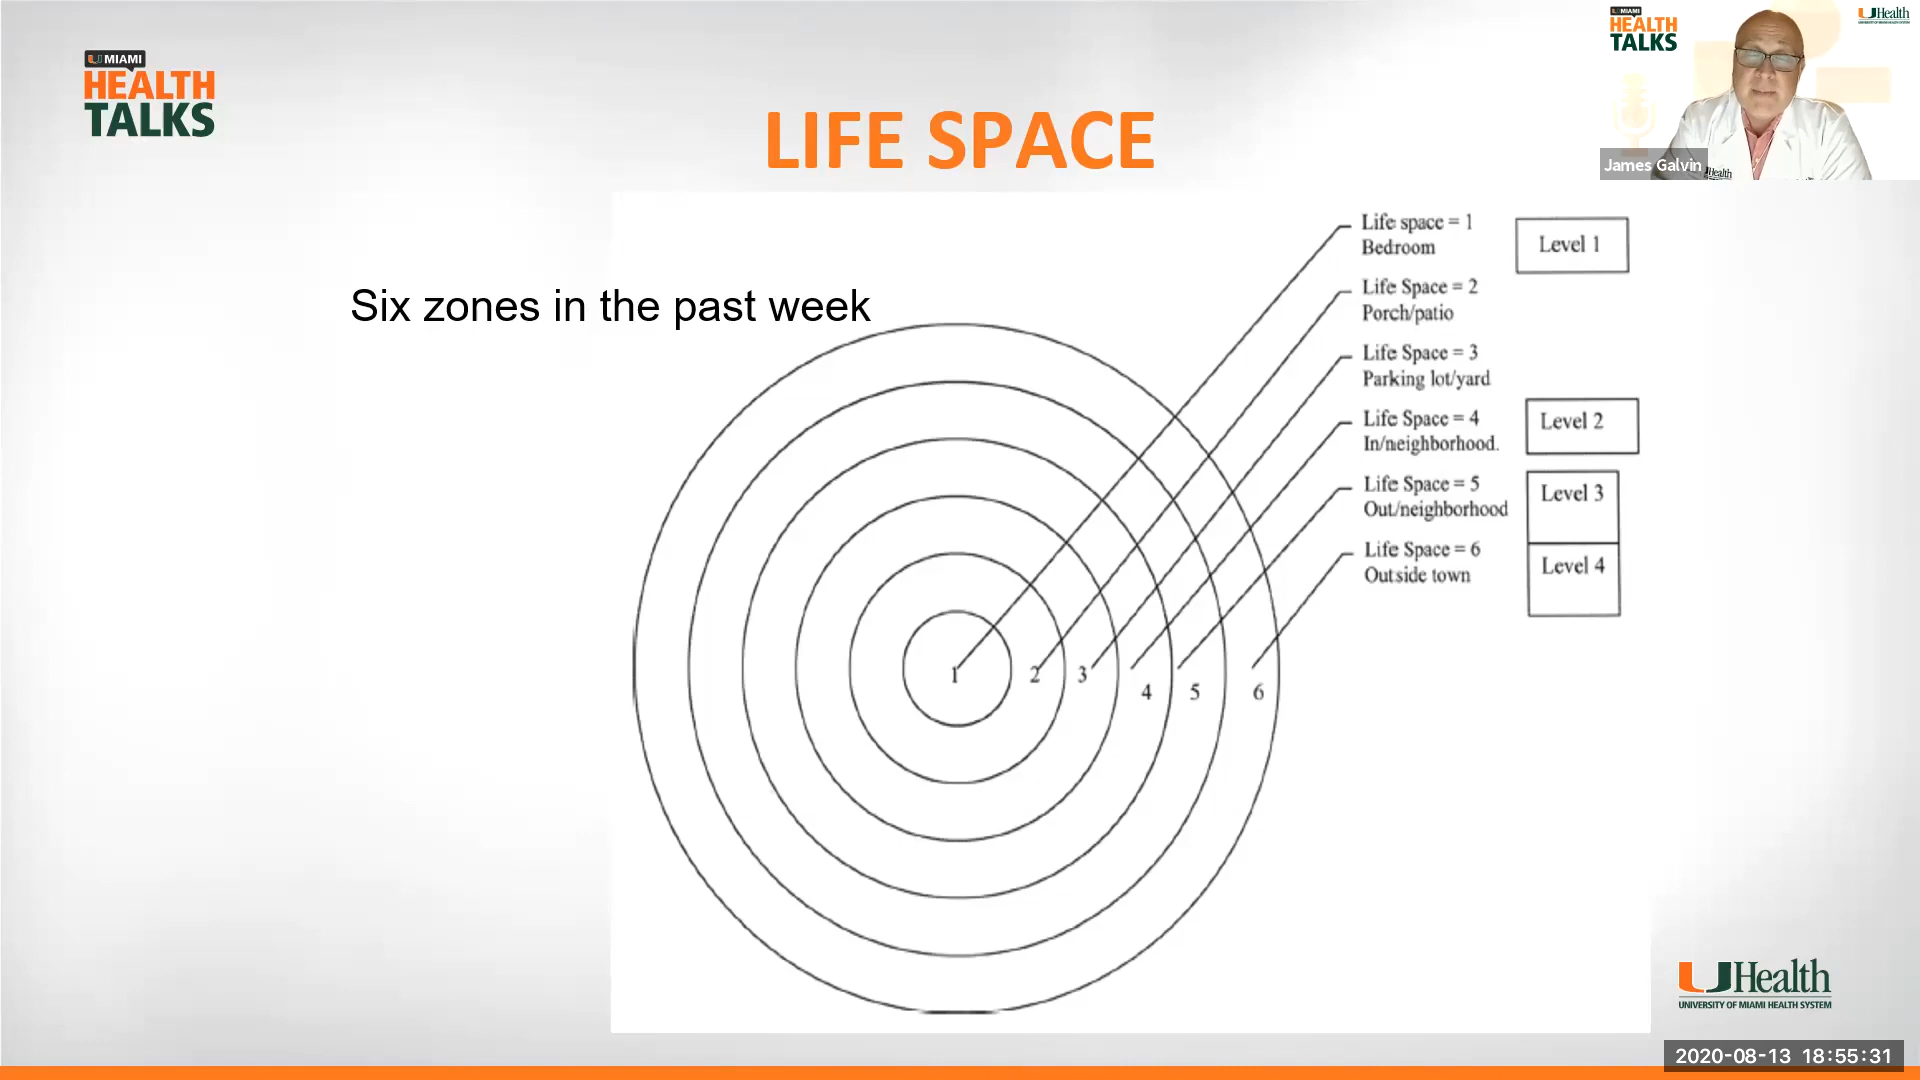 MIAMI
HEALTH
TALKS
LIFE SPACE
MIAMI
HEALTH
TALKS
UHealth
James Galvin
Health
Six zones in the past week
Life space = 1
Bedroom
Level 1
Life Space = 2
Porch/patio
Life Space = 3
Parking lot/yard
Life Space = 4
In/neighborhood.
Level 2
Life Space = 5
Out/neighborhood
Level 3
Life Space = 6
Outside town
Level 4
1
2
3
4
5
6
UHealth
UNIVERSITY OF MIAMI HEALTH SYSTEM
2020-08-13 18:55:31